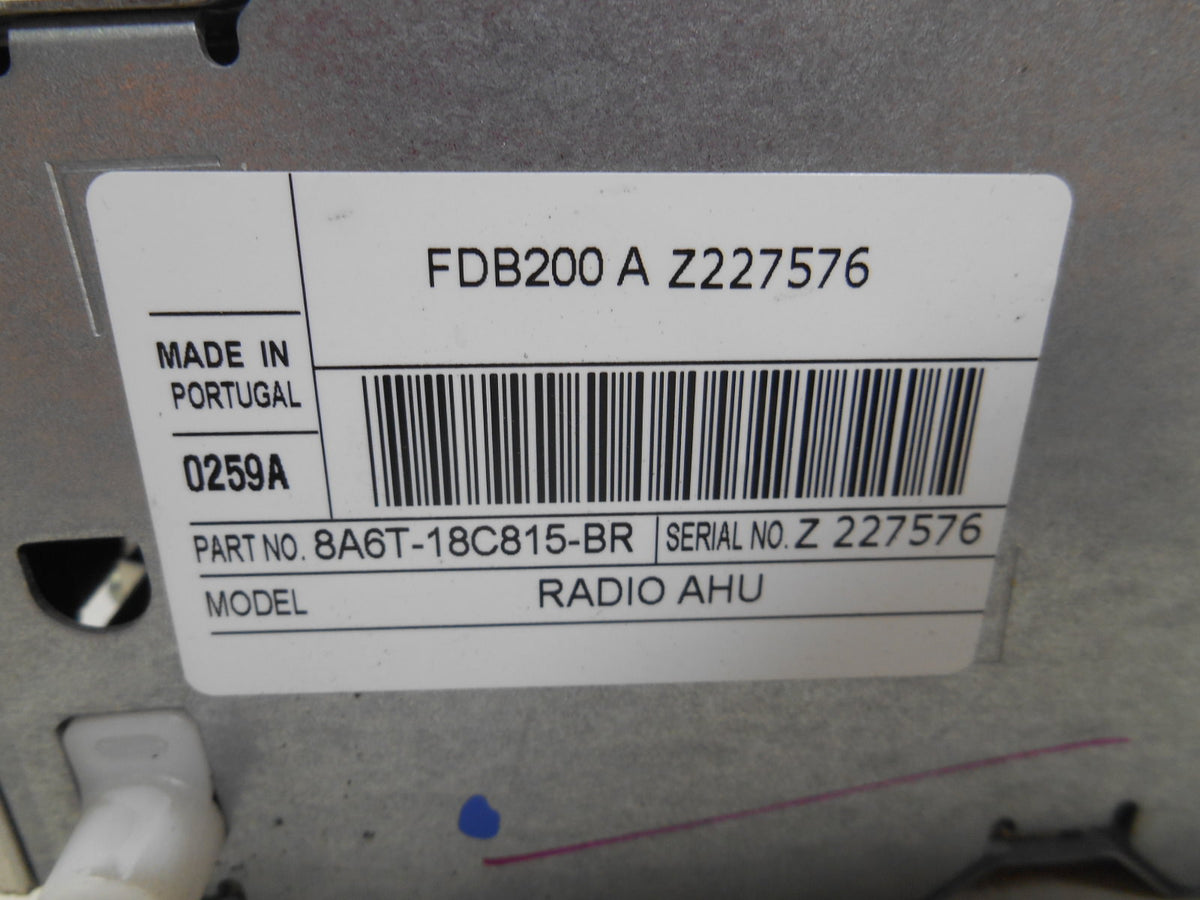 FDB200 A Z227576
MADE IN
PORTUGAL
0259A
PART NO. 8A6T-18C815-BR SERIAL NO. Z 227576
MODEL RADIO AHU